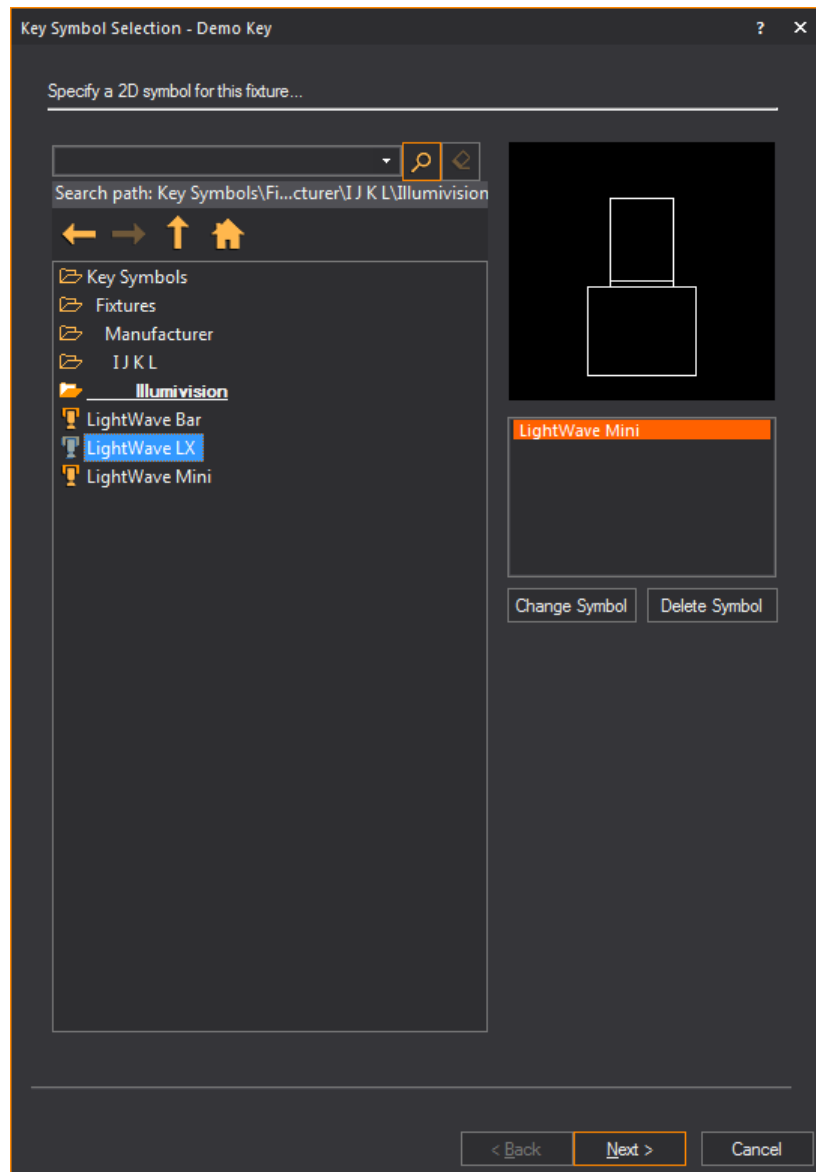 Key Symbol Selection - Demo Key
Specify a 2D symbol for this fixture...
Search path: Key Symbols\Fi...cturer\I J K L\Illumivision
Key Symbols
Fixtures
Manufacturer
I J K L
Illumivision
LightWave Bar
LightWave LX
LightWave Mini
LightWave Mini
Change Symbol
Delete Symbol
< Back
Next >
Cancel